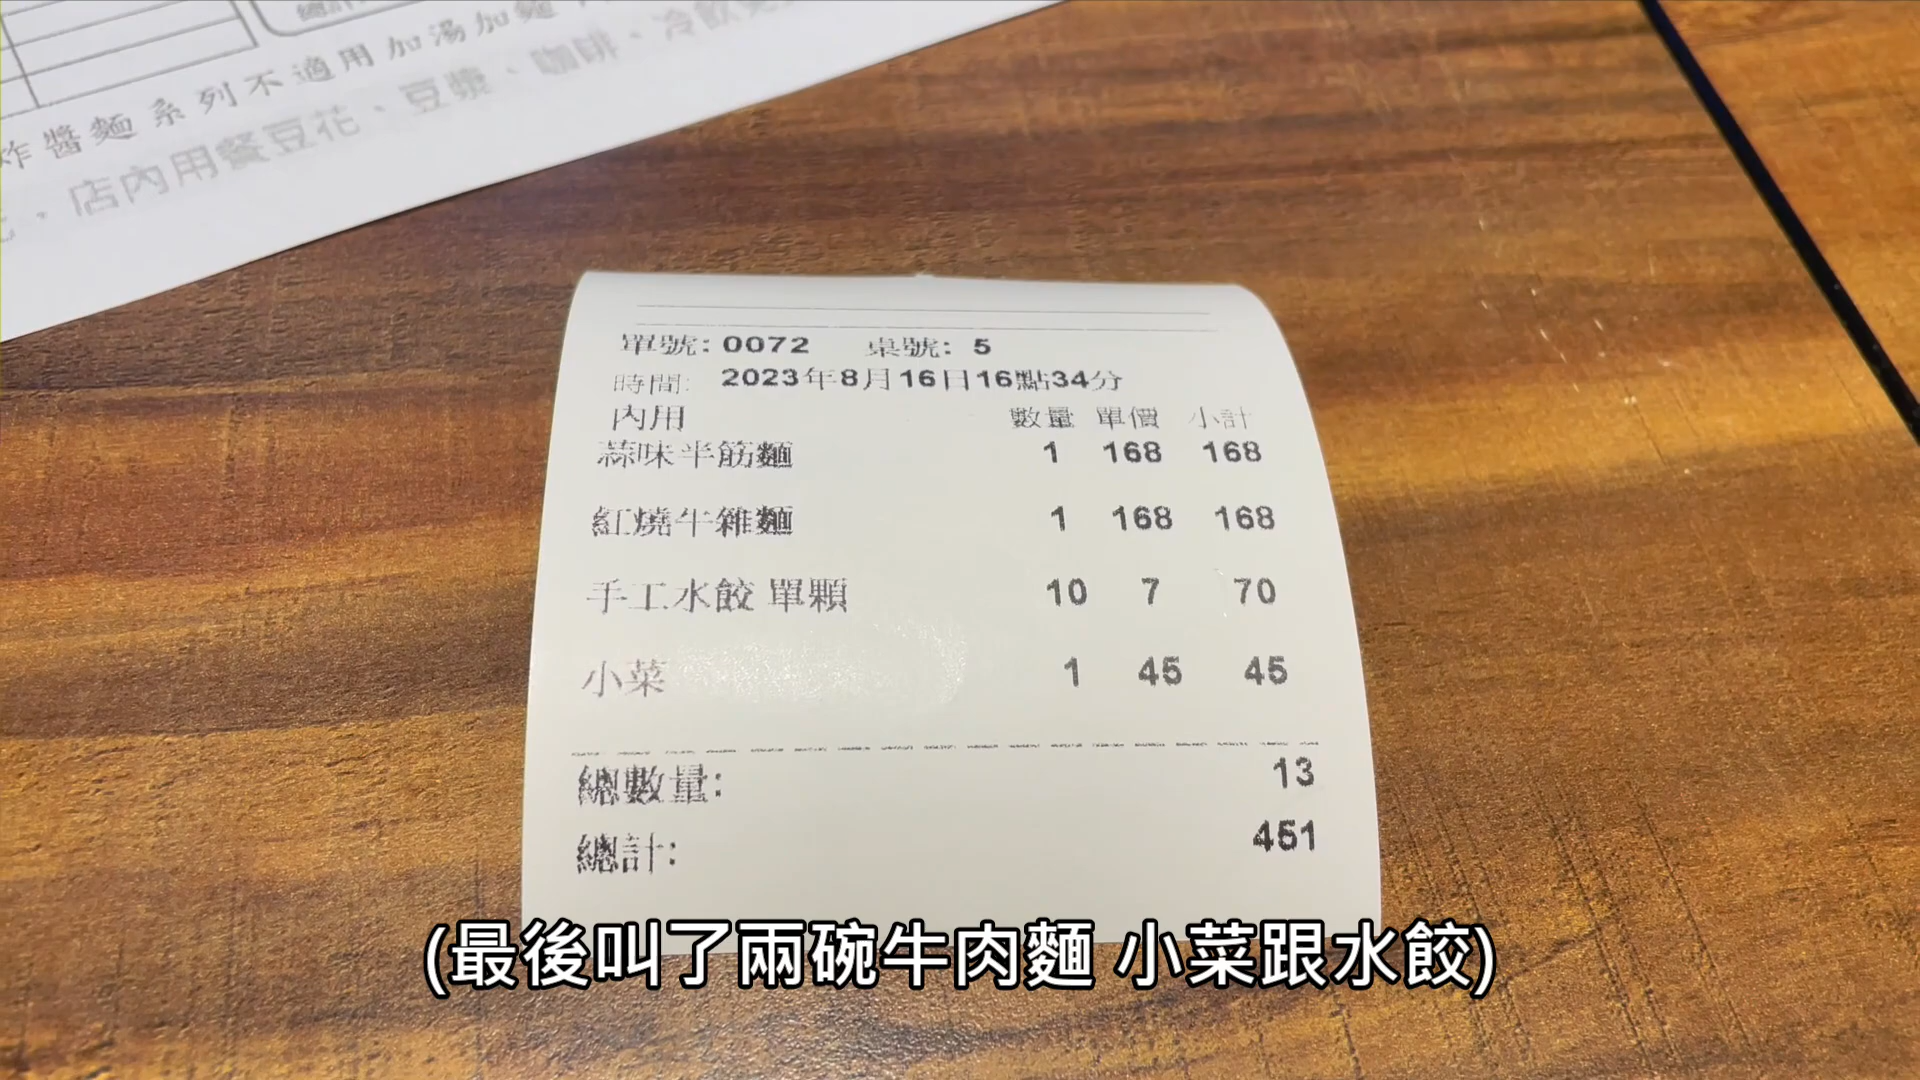 炸醬麵系列不適用加湯加麵
店內用餐豆花、豆漿、咖啡、冷飲
單號: 0072 桌號: 5
時間: 2023年8月16日16點34分
內用 數量 單價 小計
蒜味半筋麵 1 168 168
紅燒牛雜麵 1 168 168
手工水餃 單顆 10 7 70
小菜 1 45 45
總數量: 13
總計: 451
(最後叫了兩碗牛肉麵 小菜跟水餃)